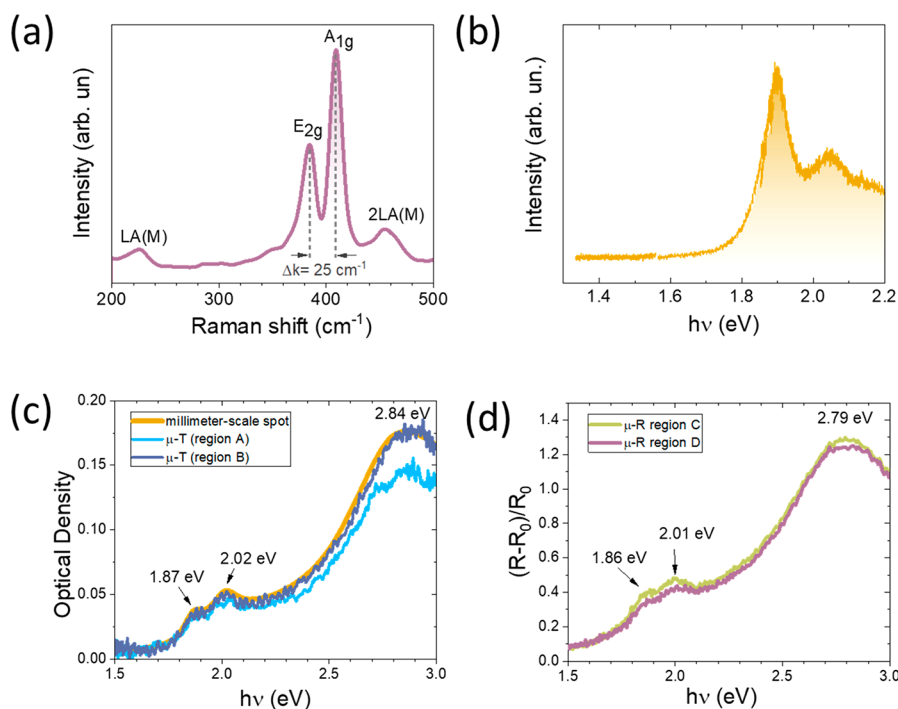 (a)
Intensity (arb. un.)
LA(M)
E2g
A1g
2LA(M)
Δk= 25 cm-1
200 300 400 500
Raman shift (cm-1)
(b)
Intensity (arb. un.)
1.4 1.6 1.8 2.0 2.2
hν (eV)
(c)
Optical Density
0.20
0.15
0.10
0.05
0.00
millimeter-scale spot
μ-T (region A)
μ-T (region B)
2.84 eV
2.02 eV
1.87 eV
1.5 2.0 2.5 3.0
hν (eV)
(d)
(R-R0)/R0
1.4
1.2
1.0
0.8
0.6
0.4
0.2
0.0
μ-R region C
μ-R region D
2.79 eV
2.01 eV
1.86 eV
1.5 2.0 2.5 3.0
hν (eV)